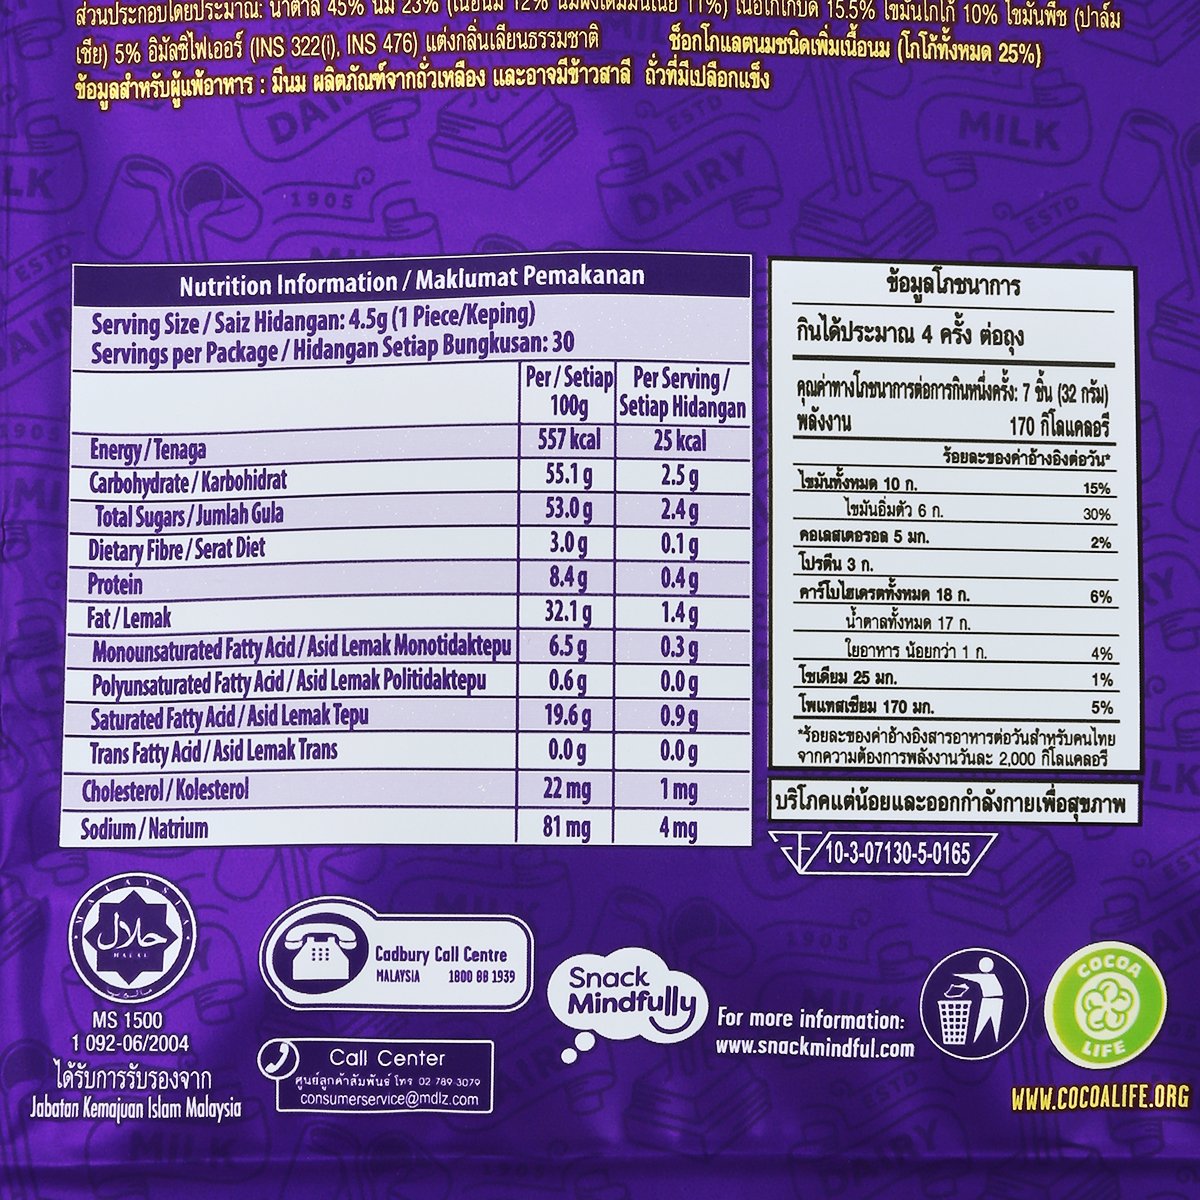 ส่วนประกอบโดยประมาณ: น้ำตาล 45% นม 23% (เนื้อนม 12% นมผงเต็มมันเนย 11%) เนื้อโกโก้บด 15.5% ไขมันโกโก้ 10% ไขมันพืช (ปาล์ม
เชีย) 5% อิมัลซิไฟเออร์ (INS 322(i), INS 476) แต่งกลิ่นเลียนธรรมชาติ ช็อกโกแลตนมชนิดเพิ่มเนื้อนม (โกโก้ทั้งหมด 25%)
ข้อมูลสำหรับผู้แพ้อาหาร : มีนม ผลิตภัณฑ์จากถั่วเหลือง และอาจมีข้าวสาลี ถั่วที่มีเปลือกแข็ง
Nutrition Information / Maklumat Pemakanan
Serving Size / Saiz Hidangan: 4.5g (1 Piece/Keping)
Servings per Package / Hidangan Setiap Bungkusan: 30
Per / Setiap 100g Per Serving / Setiap Hidangan
Energy / Tenaga 557 kcal 25 kcal
Carbohydrate / Karbohidrat 55.1 g 2.5 g
Total Sugars / Jumlah Gula 53.0 g 2.4 g
Dietary Fibre / Serat Diet 3.0 g 0.1 g
Protein 8.4 g 0.4 g
Fat / Lemak 32.1 g 1.4 g
Monounsaturated Fatty Acid / Asid Lemak Monotidaktepu 6.5 g 0.3 g
Polyunsaturated Fatty Acid / Asid Lemak Politidaktepu 0.6 g 0.0 g
Saturated Fatty Acid / Asid Lemak Tepu 19.6 g 0.9 g
Trans Fatty Acid / Asid Lemak Trans 0.0 g 0.0 g
Cholesterol / Kolesterol 22 mg 1 mg
Sodium / Natrium 81 mg 4 mg
ข้อมูลโภชนาการ
กินได้ประมาณ 4 ครั้ง ต่อถุง
คุณค่าทางโภชนาการต่อการกินหนึ่งครั้ง: 7 ชิ้น (32 กรัม)
พลังงาน 170 กิโลแคลอรี
ร้อยละของค่าอ้างอิงต่อวัน*
ไขมันทั้งหมด 10 ก. 15%
ไขมันอิ่มตัว 6 ก. 30%
คอเลสเตอรอล 5 มก. 2%
โปรตีน 3 ก.
คาร์โบไฮเดรตทั้งหมด 18 ก. 6%
น้ำตาลทั้งหมด 17 ก.
ใยอาหาร น้อยกว่า 1 ก. 4%
โซเดียม 25 มก. 1%
โพแทสเซียม 170 มก. 5%
*ร้อยละของค่าอ้างอิงสารอาหารต่อวันสำหรับคนไทย
จากความต้องการพลังงานวันละ 2,000 กิโลแคลอรี
บริโภคแต่น้อยและออกกำลังกายเพื่อสุขภาพ
10-3-07130-5-0165
MALAYSIA
حلال
HALAL
MS 1500
1 092-06/2004
ได้รับการรับรองจาก
Jabatan Kemajuan Islam Malaysia
Cadbury Call Centre
MALAYSIA 1800 88 1939
Call Center
ศูนย์ลูกค้าสัมพันธ์ โทร 02 789 3079
consumerservice@mdlz.com
Snack
Mindfully
For more information:
www.snackmindful.com
COCOA
LIFE
WWW.COCOALIFE.ORG
DAIRY
MILK
ESTD
1905